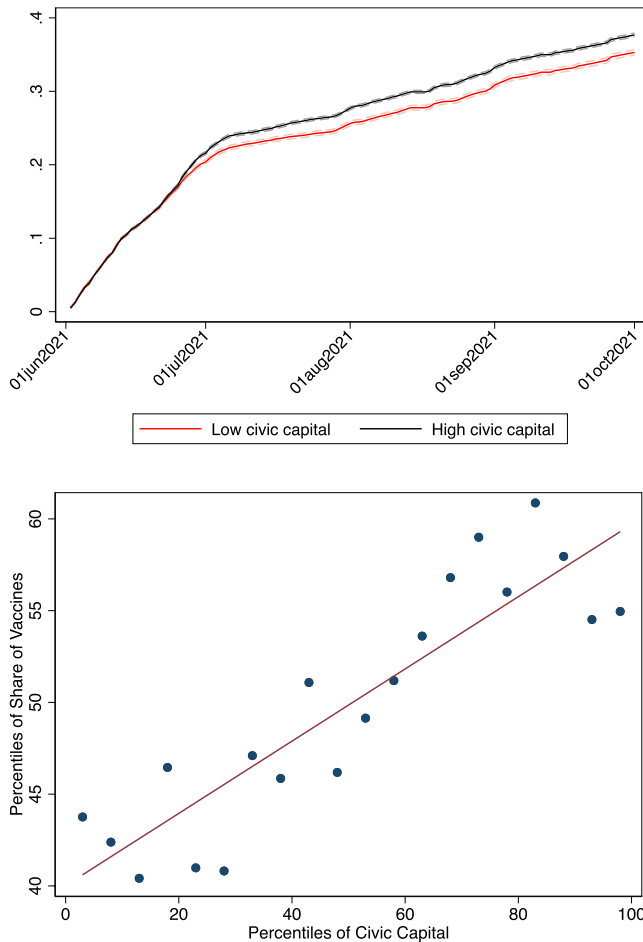 .4
.3
.2
.1
0
01jun2021
01jul2021
01aug2021
01sep2021
01oct2021
Low civic capital
High civic capital
Percentiles of Share of Vaccines
60
55
50
45
40
0 20 40 60 80 100
Percentiles of Civic Capital